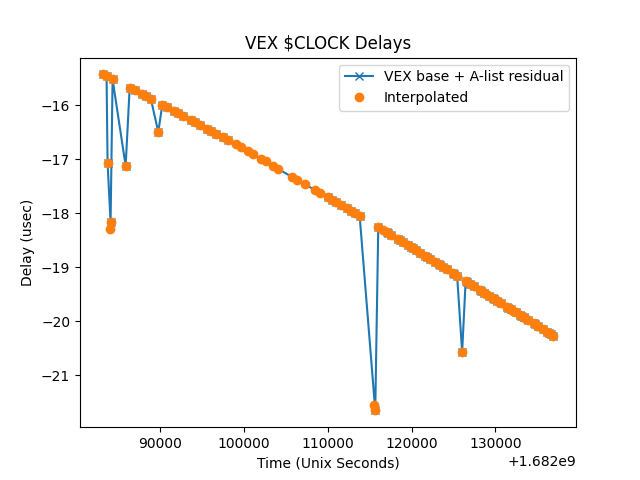 VEX $CLOCK Delays
VEX base + A-list residual
Interpolated
Delay (usec)
−16
−17
−18
−19
−20
−21
90000 100000 110000 120000 130000
Time (Unix Seconds)
+1.682e9